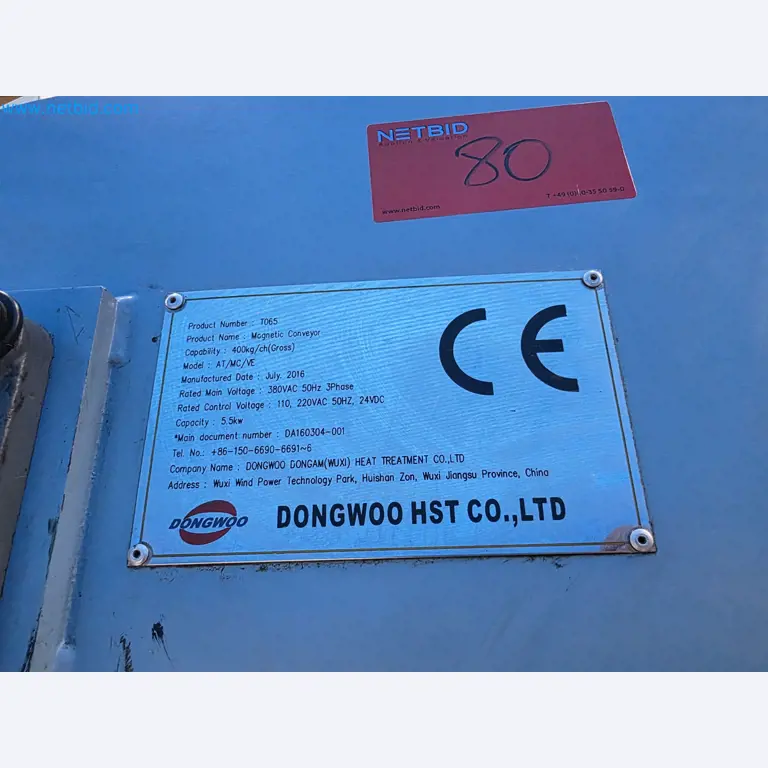 www.netbid.com
NETBID
80
www.netbid.com
Product Number : T065
Product Name : Magnetic Conveyor
Capability : 400kg/ch(Gross)
Model : AT/MC/VE
Manufactured Date : July. 2016
Rated Main Voltage : 380VAC 50Hz 3Phase
Rated Control Voltage : 110, 220VAC 50HZ, 24VDC
Capacity : 5.5kw
*Main document number : DA160304-001
Tel. No.: +86-150-6690-6691~6
Company Name : DONGWOO DONGAM(WUXI) HEAT TREATMENT CO.,LTD
Address : Wuxi Wind Power Technology Park, Huishan Zon, Wuxi Jiangsu Province, China
CE
DONGWOO
DONGWOO HST CO.,LTD